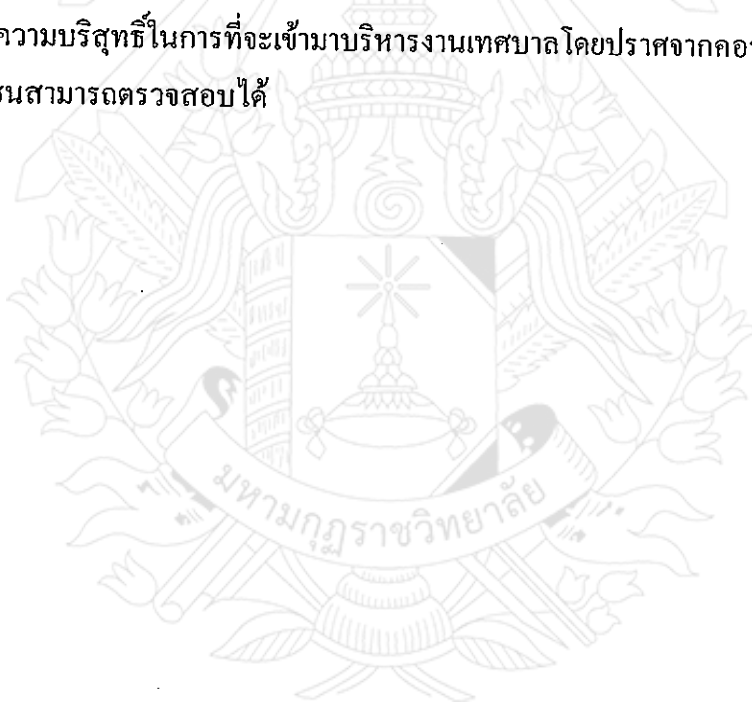 ความบริสุทธิ์ในการที่จะเข้ามาบริหารงานเทศบาลโดยปราศจาก
สามารถตรวจสอบได้
มหามกุฏราชวิทยาลัย